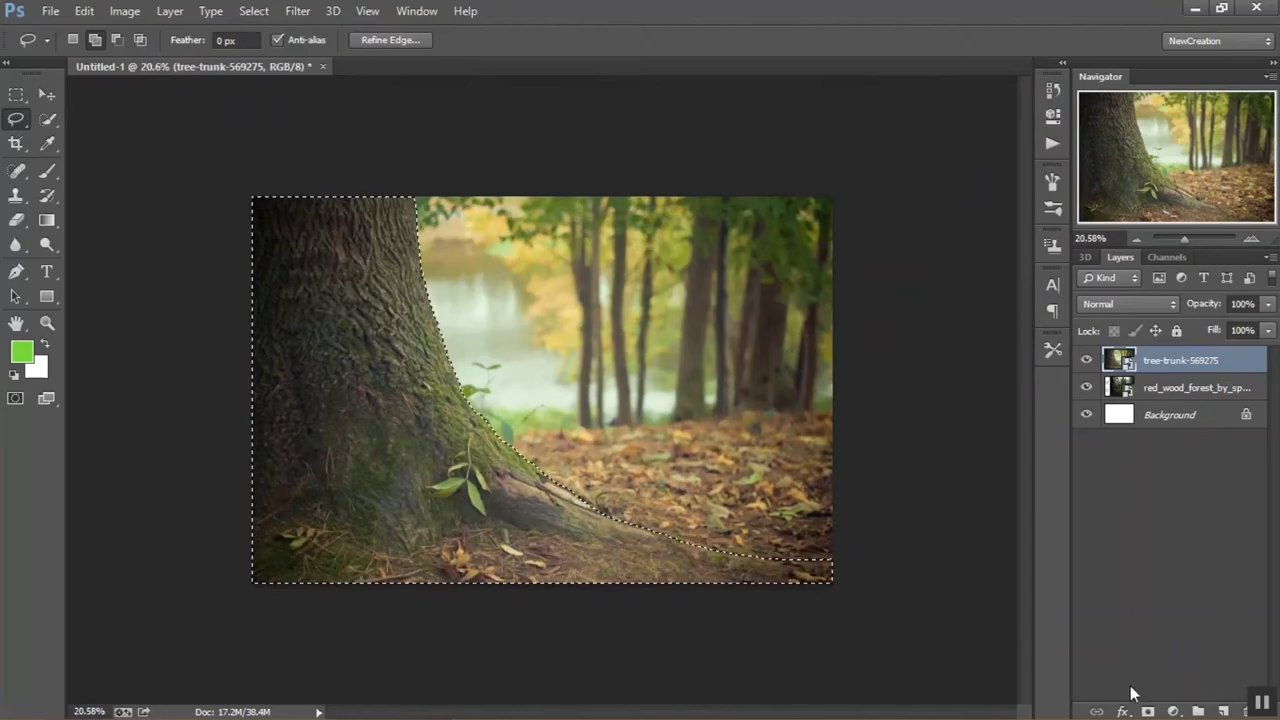 Ps File Edit Image Layer Type Select Filter 3D View Window Help
Feather: 0 px Anti-alias Refine Edge... NewCreation
Untitled-1 @ 20.6% (tree-trunk-569275, RGB/8) * ×
Navigator
20.58%
3D Layers Channels
Kind
Normal Opacity: 100%
Lock: Fill: 100%
tree-trunk-569275
red_wood_forest_by_sp...
Background
20.58% Doc: 17.2M/38.4M fx